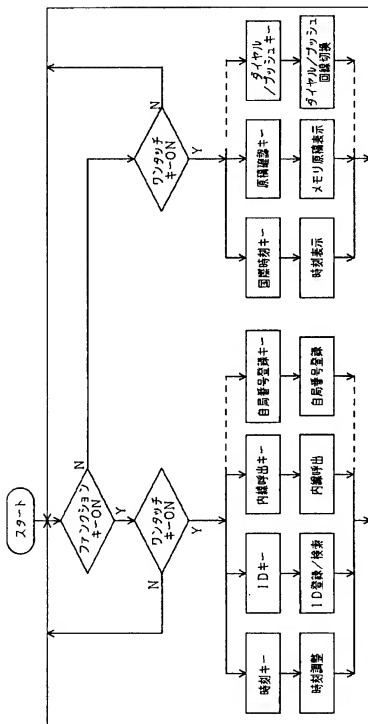 スタート
ファンクション
キーON
N
Y
ワンタッチ
キーON
N
Y
ワンタッチ
キーON
N
Y
時刻キー
IDキー
内線呼出キー
自局番号登録キー
国際時刻キー
原稿確認キー
ダイヤル
/プッシュキー
時刻調整
ID登録/検索
内線呼出
自局番号登録
時刻表示
メモリ原稿表示
ダイヤル/プッシュ
回線切換